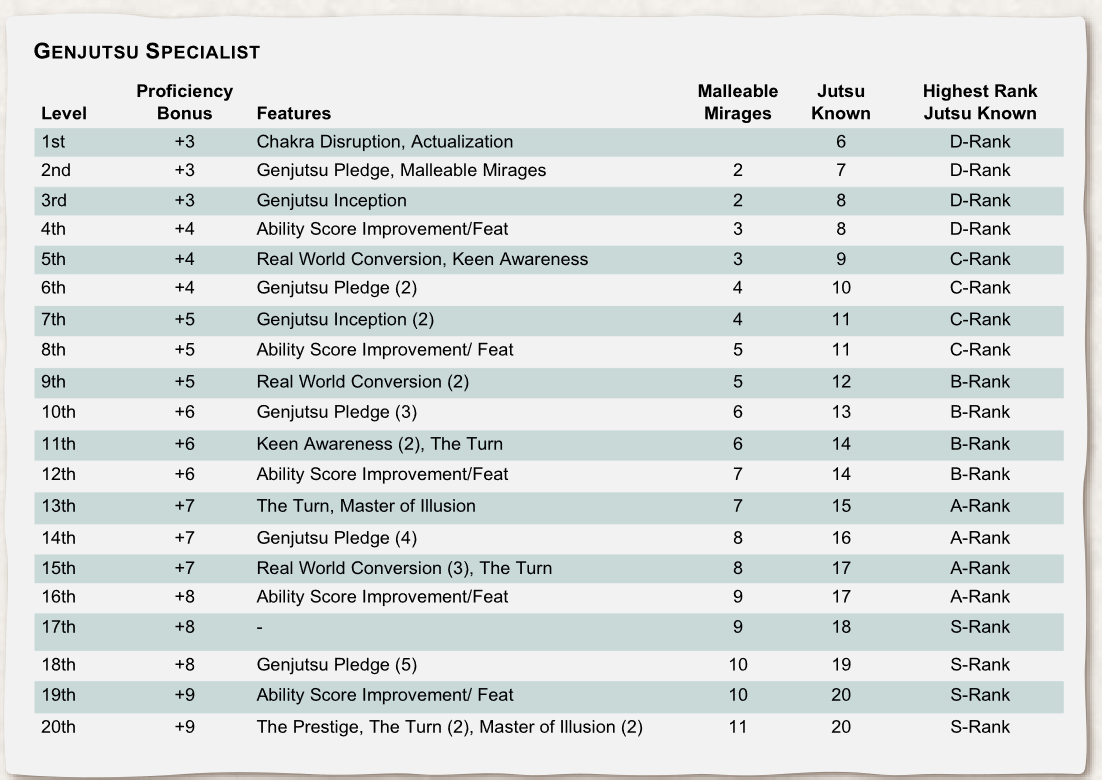 GENJUTSU SPECIALIST
Proficiency Malleable Jutsu Highest Rank
Level Bonus Features Mirages Known Jutsu Known
1st +3 Chakra Disruption, Actualization 6 D-Rank
2nd +3 Genjutsu Pledge, Malleable Mirages 2 7 D-Rank
3rd +3 Genjutsu Inception 2 8 D-Rank
4th +4 Ability Score Improvement/Feat 3 8 D-Rank
5th +4 Real World Conversion, Keen Awareness 3 9 C-Rank
6th +4 Genjutsu Pledge (2) 4 10 C-Rank
7th +5 Genjutsu Inception (2) 4 11 C-Rank
8th +5 Ability Score Improvement/ Feat 5 11 C-Rank
9th +5 Real World Conversion (2) 5 12 B-Rank
10th +6 Genjutsu Pledge (3) 6 13 B-Rank
11th +6 Keen Awareness (2), The Turn 6 14 B-Rank
12th +6 Ability Score Improvement/Feat 7 14 B-Rank
13th +7 The Turn, Master of Illusion 7 15 A-Rank
14th +7 Genjutsu Pledge (4) 8 16 A-Rank
15th +7 Real World Conversion (3), The Turn 8 17 A-Rank
16th +8 Ability Score Improvement/Feat 9 17 A-Rank
17th +8 - 9 18 S-Rank
18th +8 Genjutsu Pledge (5) 10 19 S-Rank
19th +9 Ability Score Improvement/ Feat 10 20 S-Rank
20th +9 The Prestige, The Turn (2), Master of Illusion (2) 11 20 S-Rank